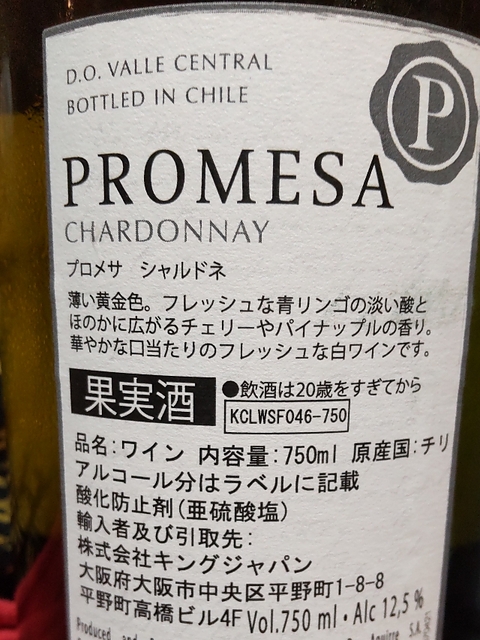 D.O. VALLE CENTRAL
BOTTLED IN CHILE
P
PROMESA
CHARDONNAY
プロメサ シャルドネ
薄い黄金色。フレッシュな青リンゴの淡い酸と
ほのかに広がるチェリーやパイナップルの香り。
華やかな口当たりのフレッシュな白ワインです。
果実酒 ●飲酒は20歳をすぎてから
KCLWSF046-750
品名:ワイン 内容量:750ml 原産国:チリ
アルコール分はラベルに記載
酸化防止剤(亜硫酸塩)
輸入者及び引取先:
株式会社キングジャパン
大阪府大阪市中央区平野町1-8-8
平野町高橋ビル4F Vol.750 ml・Alc 12,5 %
Produced and